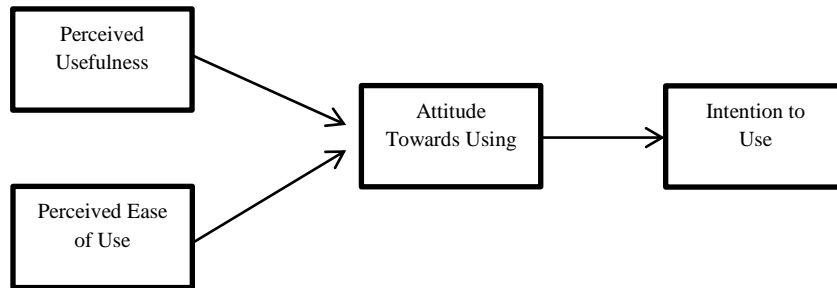 Perceived
Usefulness
Attitude
Towards Using
Intention to
Use
Perceived Ease
of Use